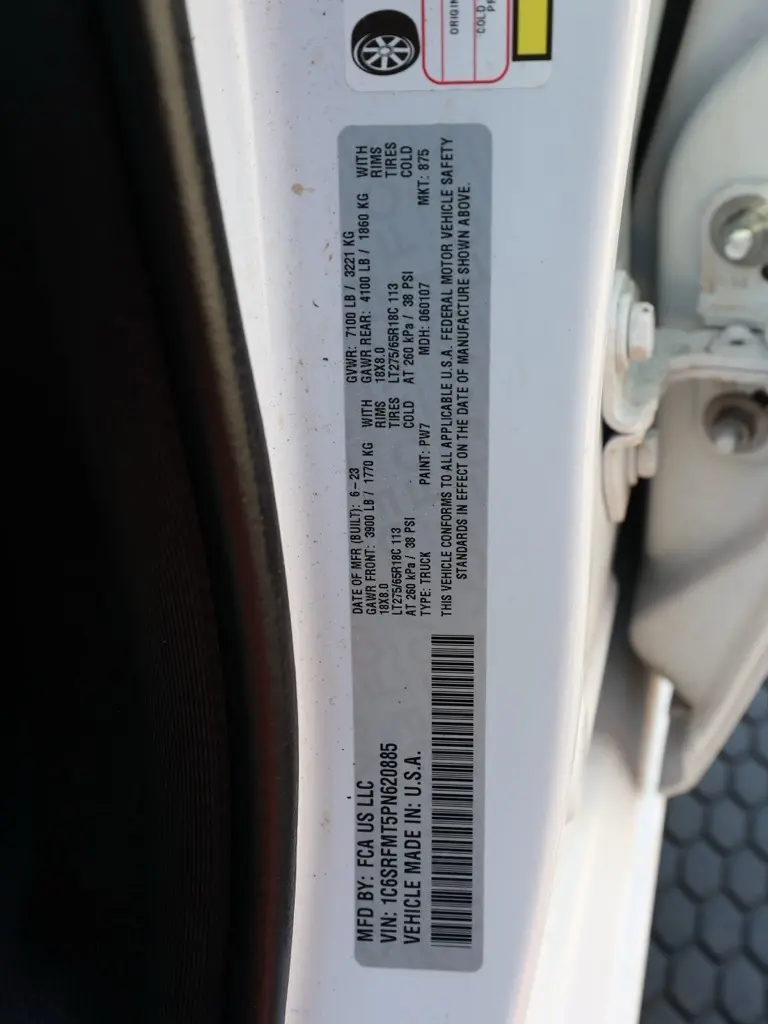 ORIGIN
COLD
MFD BY: FCA US LLC
VIN: 1C6SRFMT5PN620885
VEHICLE MADE IN: U.S.A.
DATE OF MFR (BUILT): 6-23
GVWR: 7100 LB / 3221 KG
GAWR FRONT: 3900 LB / 1770 KG WITH
GAWR REAR: 4100 LB / 1860 KG WITH
18X8.0 RIMS
18X8.0 RIMS
LT275/65R18C 113 TIRES
LT275/65R18C 113 TIRES
AT 260 kPa / 38 PSI COLD
AT 260 kPa / 38 PSI COLD
TYPE: TRUCK PAINT: PW7 MDH: 060107 MKT: 875
THIS VEHICLE CONFORMS TO ALL APPLICABLE U.S.A. FEDERAL MOTOR VEHICLE SAFETY
STANDARDS IN EFFECT ON THE DATE OF MANUFACTURE SHOWN ABOVE.